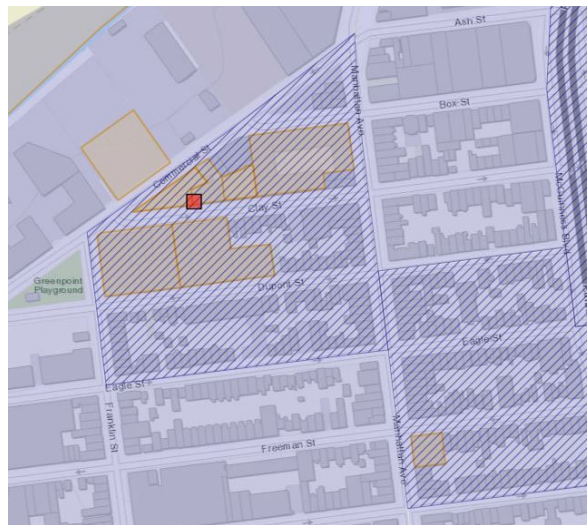 Ash St
Manhattan Ave
Box St
Commercial St
McGuinness Blvd
Clay St
Greenpoint
Playground
Dupont St
Eagle St
Eagle St
Franklin St
Manhattan Ave
Freeman St